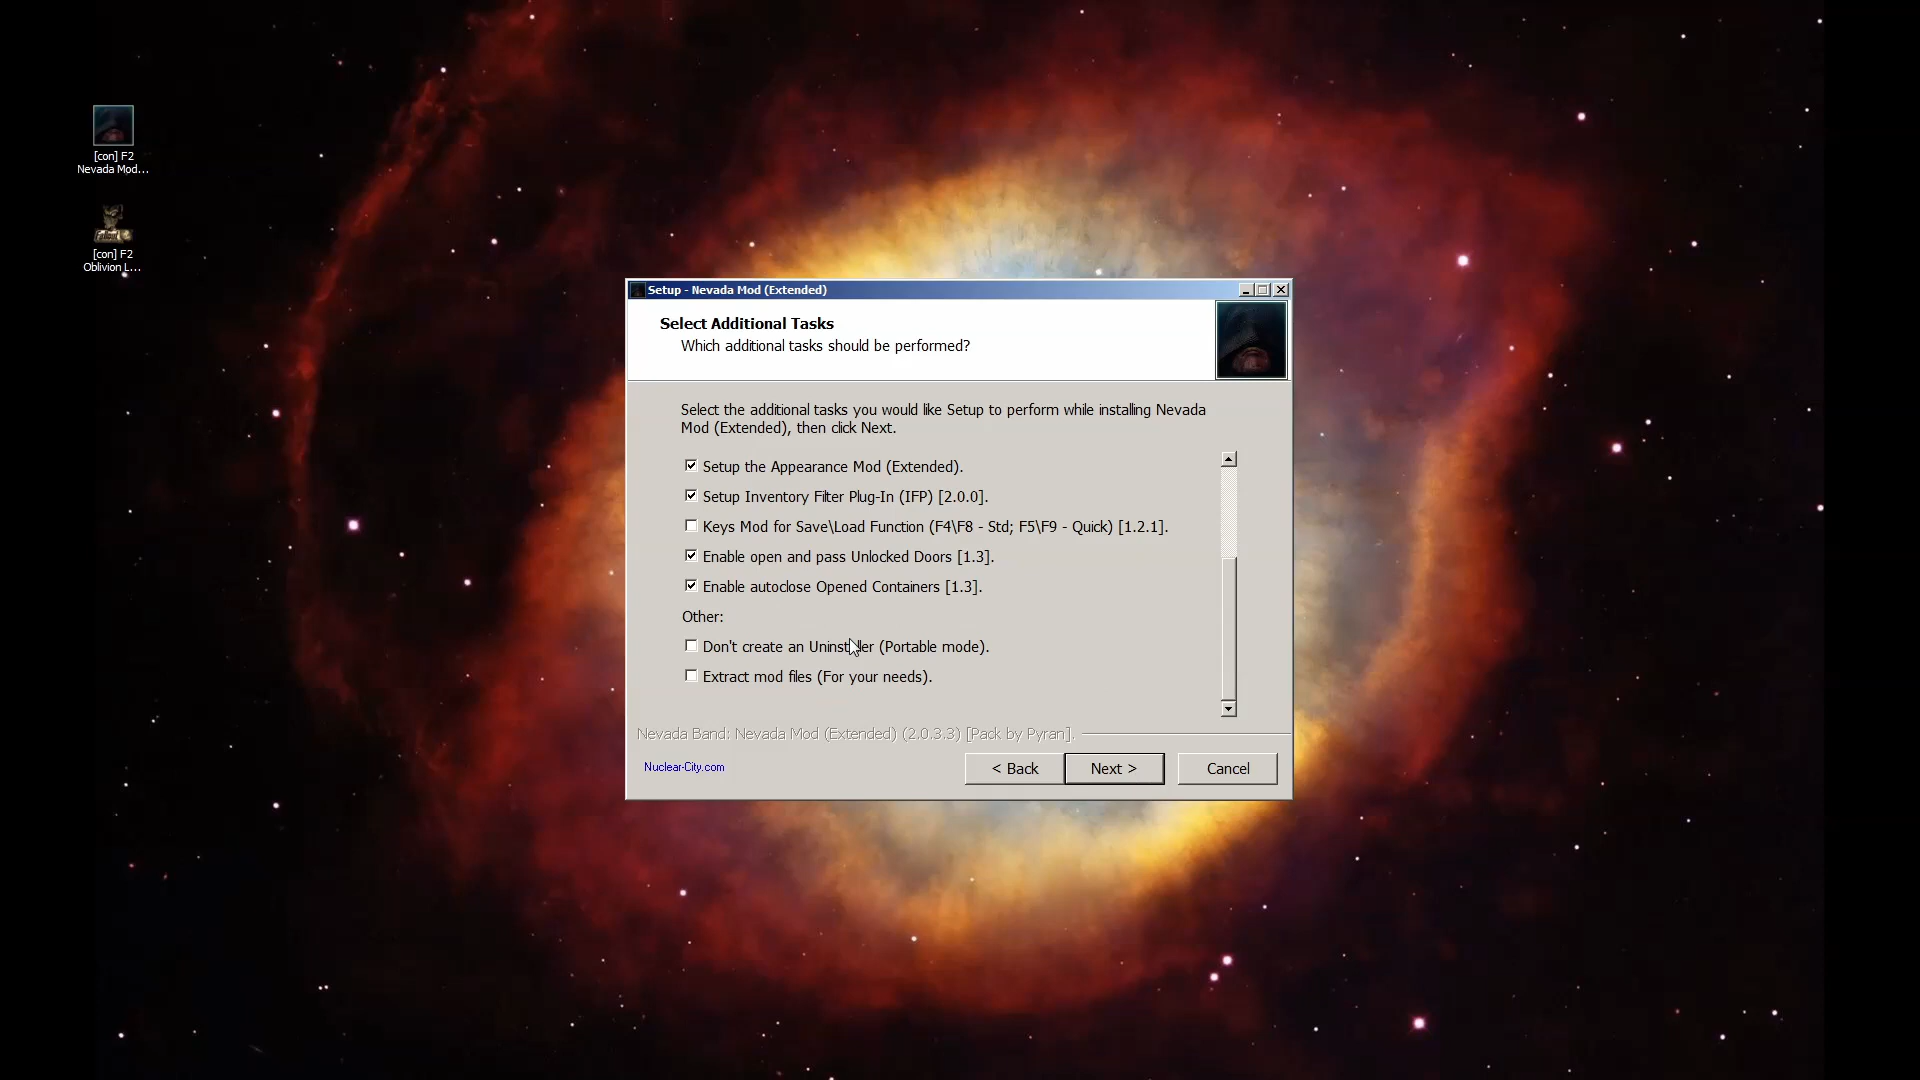 [con] F2
Nevada Mod...
[con] F2
Oblivion L...
Setup - Nevada Mod (Extended)
Select Additional Tasks
Which additional tasks should be performed?
Select the additional tasks you would like Setup to perform while installing Nevada
Mod (Extended), then click Next.
Setup the Appearance Mod (Extended).
Setup Inventory Filter Plug-In (IFP) [2.0.0].
Keys Mod for Save\Load Function (F4\F8 - Std; F5\F9 - Quick) [1.2.1].
Enable open and pass Unlocked Doors [1.3].
Enable autoclose Opened Containers [1.3].
Other:
Don't create an Uninstaller (Portable mode).
Extract mod files (For your needs).
Nevada Band: Nevada Mod (Extended) (2.0.3.3) [Pack by Pyran].
Nuclear-City.com
< Back
Next >
Cancel